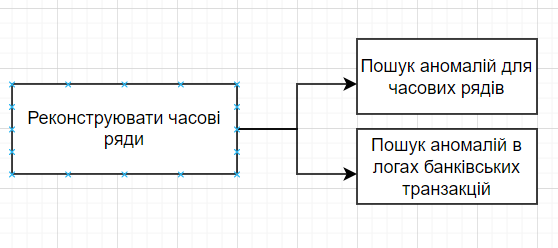 Реконструювати часові
ряди
Пошук аномалій для
часових рядів
Пошук аномалій в
логах банківських
транзакцій